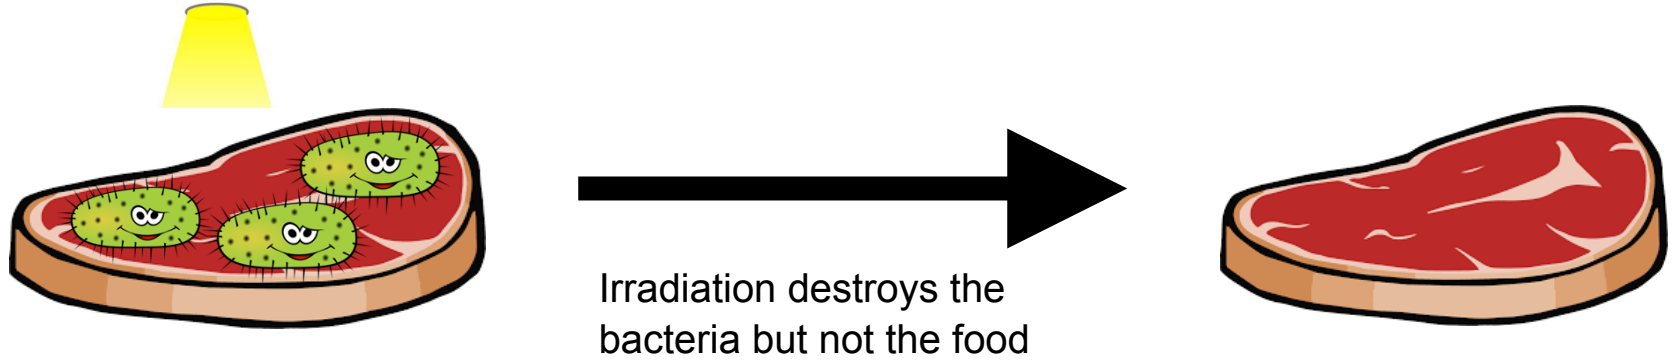 Irradiation destroys the
bacteria but not the food